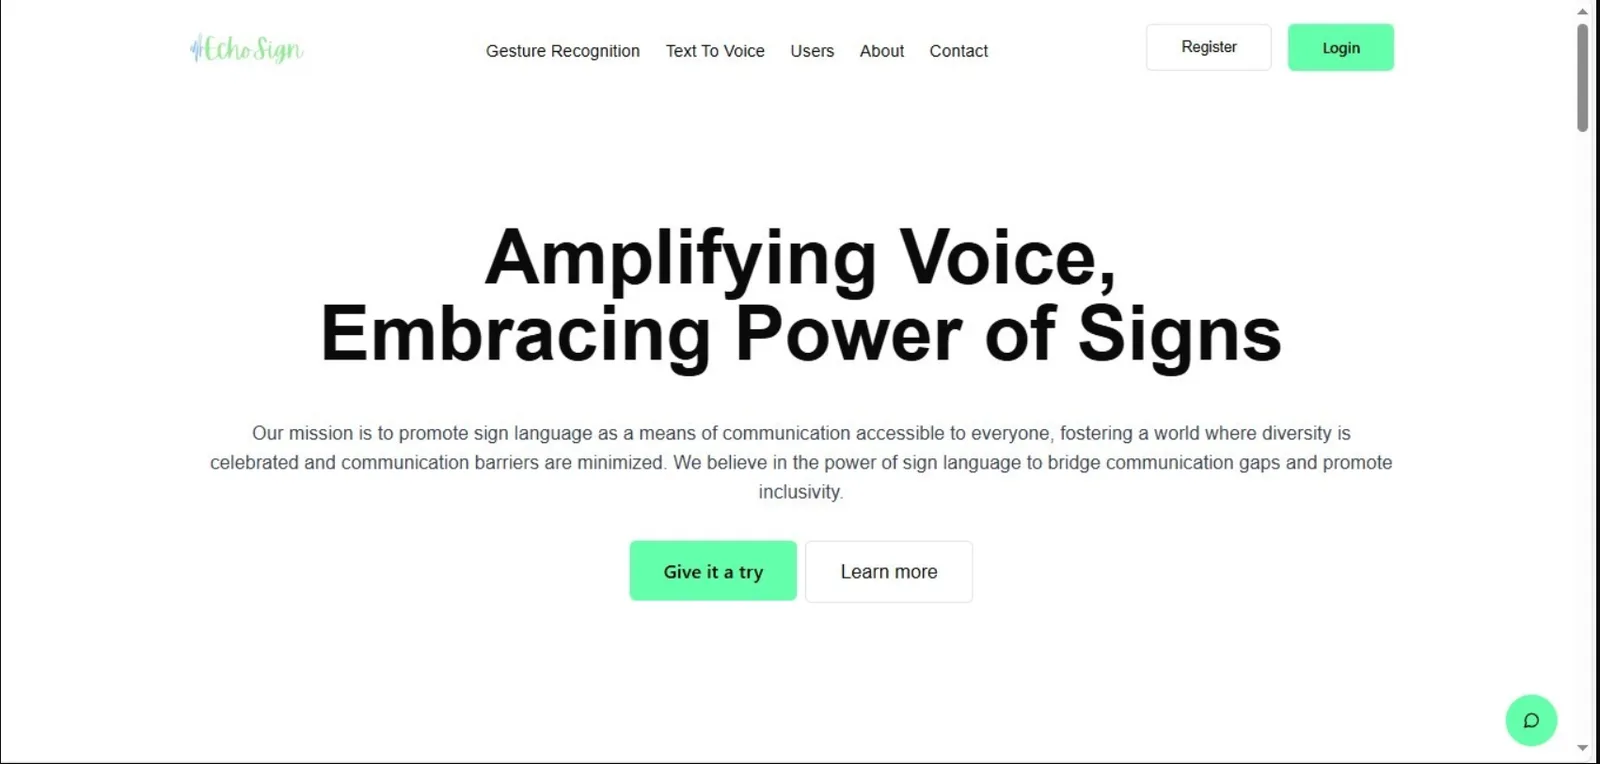 EchoSign
Gesture Recognition
Text To Voice
Users
About
Contact
Register
Login
Amplifying Voice,
Embracing Power of Signs
Our mission is to promote sign language as a means of communication accessible to everyone, fostering a world where diversity is
celebrated and communication barriers are minimized. We believe in the power of sign language to bridge communication gaps and promote
inclusivity.
Give it a try
Learn more